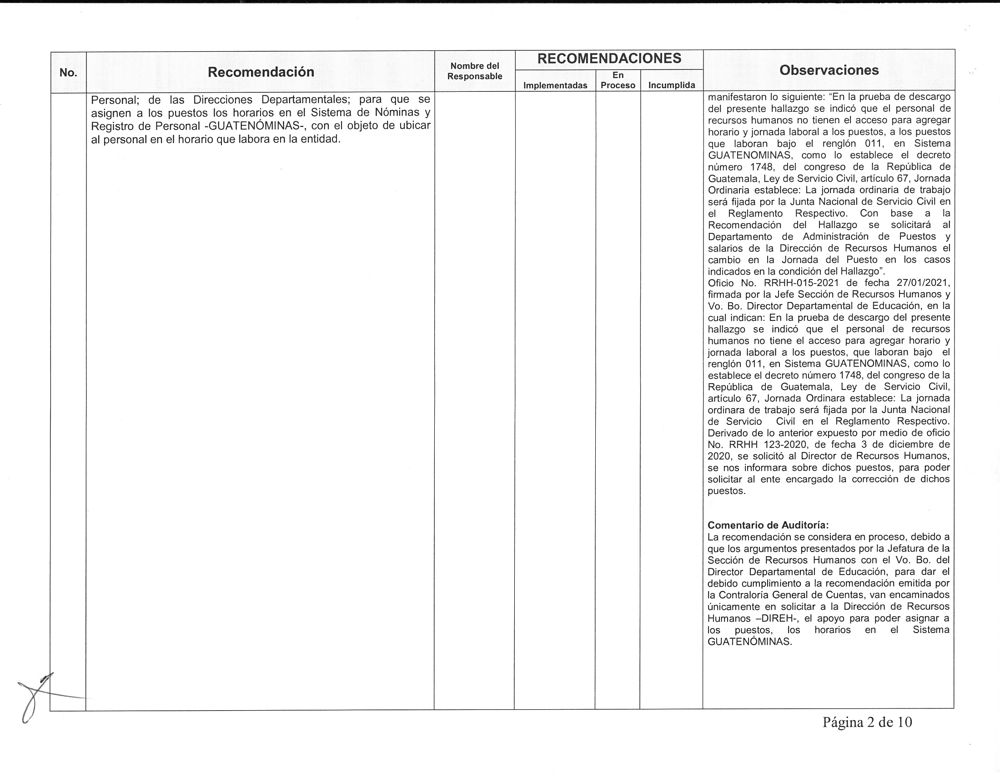 No.
Recomendación
Nombre del
Responsable
RECOMENDACIONES
Implementadas
En
Proceso
Incumplida
Observaciones
Personal; de las Direcciones Departamentales; para que se
asignen a los puestos los horarios en el Sistema de Nóminas y
Registro de Personal -GUATENÓMINAS-, con el objeto de ubicar
al personal en el horario que labora en la entidad.
manifestaron lo siguiente: “En la prueba de descargo
del presente hallazgo se indicó que el personal de
recursos humanos no tienen el acceso para agregar
horario y jornada laboral a los puestos, a los puestos
que laboran bajo el renglón 011, en Sistema
GUATENOMINAS, como lo establece el decreto
número 1748, del congreso de la República de
Guatemala, Ley de Servicio Civil, artículo 67, Jornada
Ordinaria establece: La jornada ordinaria de trabajo
será fijada por la Junta Nacional de Servicio Civil en
el Reglamento Respectivo. Con base a la
Recomendación del Hallazgo se solicitará al
Departamento de Administración de Puestos y
salarios de la Dirección de Recursos Humanos el
cambio en la Jornada del Puesto en los casos
indicados en la condición del Hallazgo”.
Oficio No. RRHH-015-2021 de fecha 27/01/2021,
firmada por la Jefe Sección de Recursos Humanos y
Vo. Bo. Director Departamental de Educación, en la
cual indican: En la prueba de descargo del presente
hallazgo se indicó que el personal de recursos
humanos no tiene el acceso para agregar horario y
jornada laboral a los puestos, que laboran bajo el
renglón 011, en Sistema GUATENOMINAS, como lo
establece el decreto número 1748, del congreso de la
República de Guatemala, Ley de Servicio Civil,
artículo 67, Jornada Ordinara establece: La jornada
ordinara de trabajo será fijada por la Junta Nacional
de Servicio Civil en el Reglamento Respectivo.
Derivado de lo anterior expuesto por medio de oficio
No. RRHH 123-2020, de fecha 3 de diciembre de
2020, se solicitó al Director de Recursos Humanos,
se nos informara sobre dichos puestos, para poder
solicitar al ente encargado la corrección de dichos
puestos.
Comentario de Auditoría:
La recomendación se considera en proceso, debido a
que los argumentos presentados por la Jefatura de la
Sección de Recursos Humanos con el Vo. Bo. del
Director Departamental de Educación, para dar el
debido cumplimiento a la recomendación emitida por
la Contraloría General de Cuentas, van encaminados
únicamente en solicitar a la Dirección de Recursos
Humanos –DIREH-, el apoyo para poder asignar a
los puestos, los horarios en el Sistema
GUATENÓMINAS.
Página 2 de 10